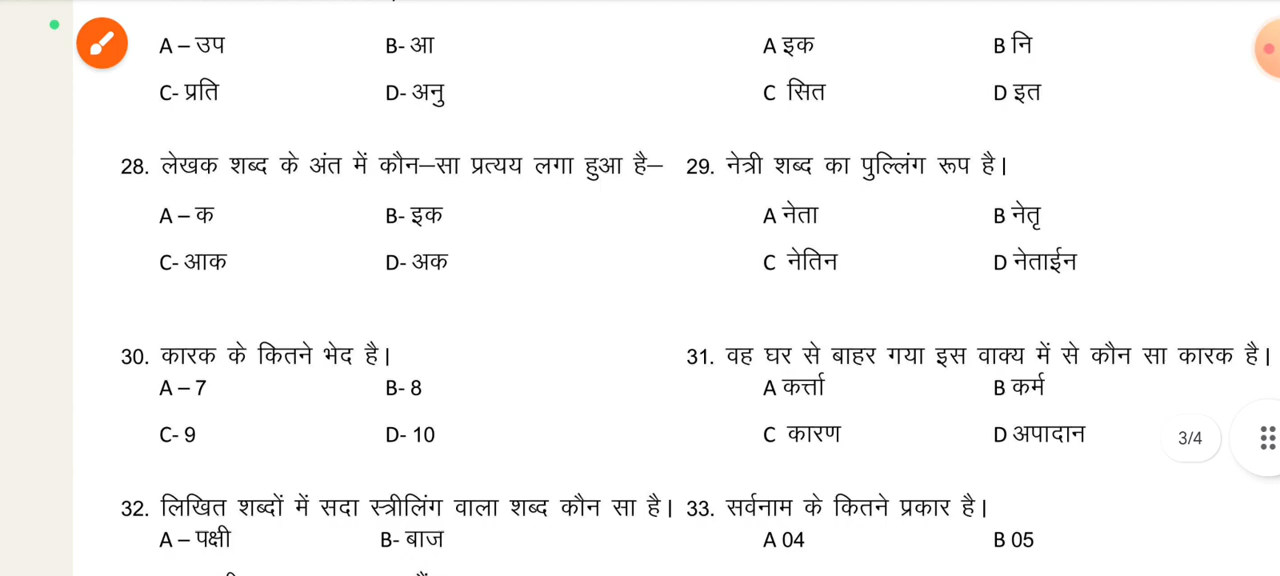 A – उप B- आ A इक B नि
C- प्रति D- अनु C सित D इत
28. लेखक शब्द के अंत में कौन–सा प्रत्यय लगा हुआ है– 29. नेत्री शब्द का पुल्लिंग रूप है।
A – क B- इक A नेता B नेतृ
C- आक D- अक C नेतिन D नेताईन
30. कारक के कितने भेद है। 31. वह घर से बाहर गया इस वाक्य में से कौन सा कारक है।
A – 7 B- 8 A कर्त्ता B कर्म
C- 9 D- 10 C कारण D अपादान
3/4
32. लिखित शब्दों में सदा स्त्रीलिंग वाला शब्द कौन सा है। 33. सर्वनाम के कितने प्रकार है।
A – पक्षी B- बाज A 04 B 05